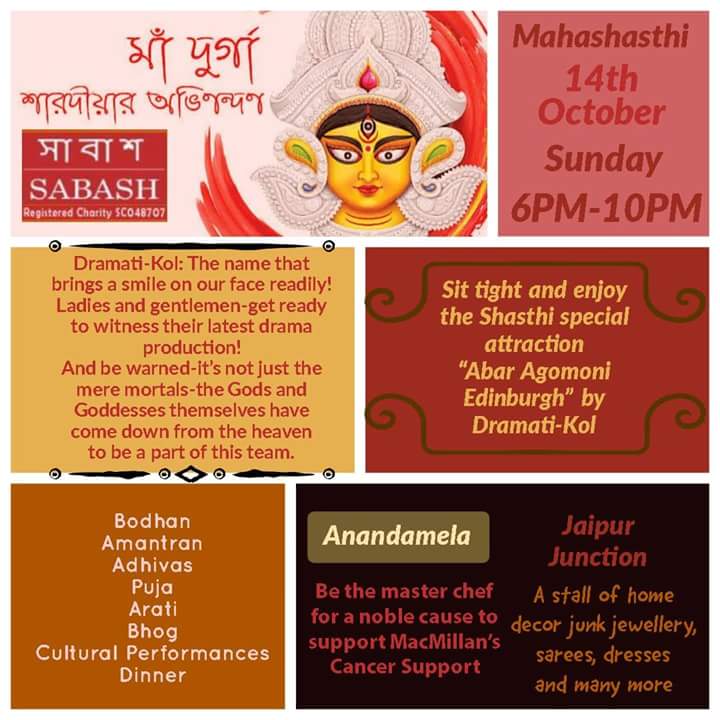 মাঁ দুর্গা
শারদীয়ার অভিনন্দন
সাবাশ
SABASH
Registered Charity SC048707
Mahashasthi
14th
October
Sunday
6PM-10PM
Dramati-Kol: The name that
brings a smile on our face readily!
Ladies and gentlemen-get ready
to witness their latest drama
production!
And be warned-it's not just the
mere mortals-the Gods and
Goddesses themselves have
come down from the heaven
to be a part of this team.
Sit tight and enjoy
the Shasthi special
attraction
“Abar Agomoni
Edinburgh” by
Dramati-Kol
Bodhan
Amantran
Adhivas
Puja
Arati
Bhog
Cultural Performances
Dinner
Anandamela
Be the master chef
for a noble cause to
support MacMillan's
Cancer Support
Jaipur
Junction
A stall of home
decor junk jewellery,
sarees, dresses
and many more